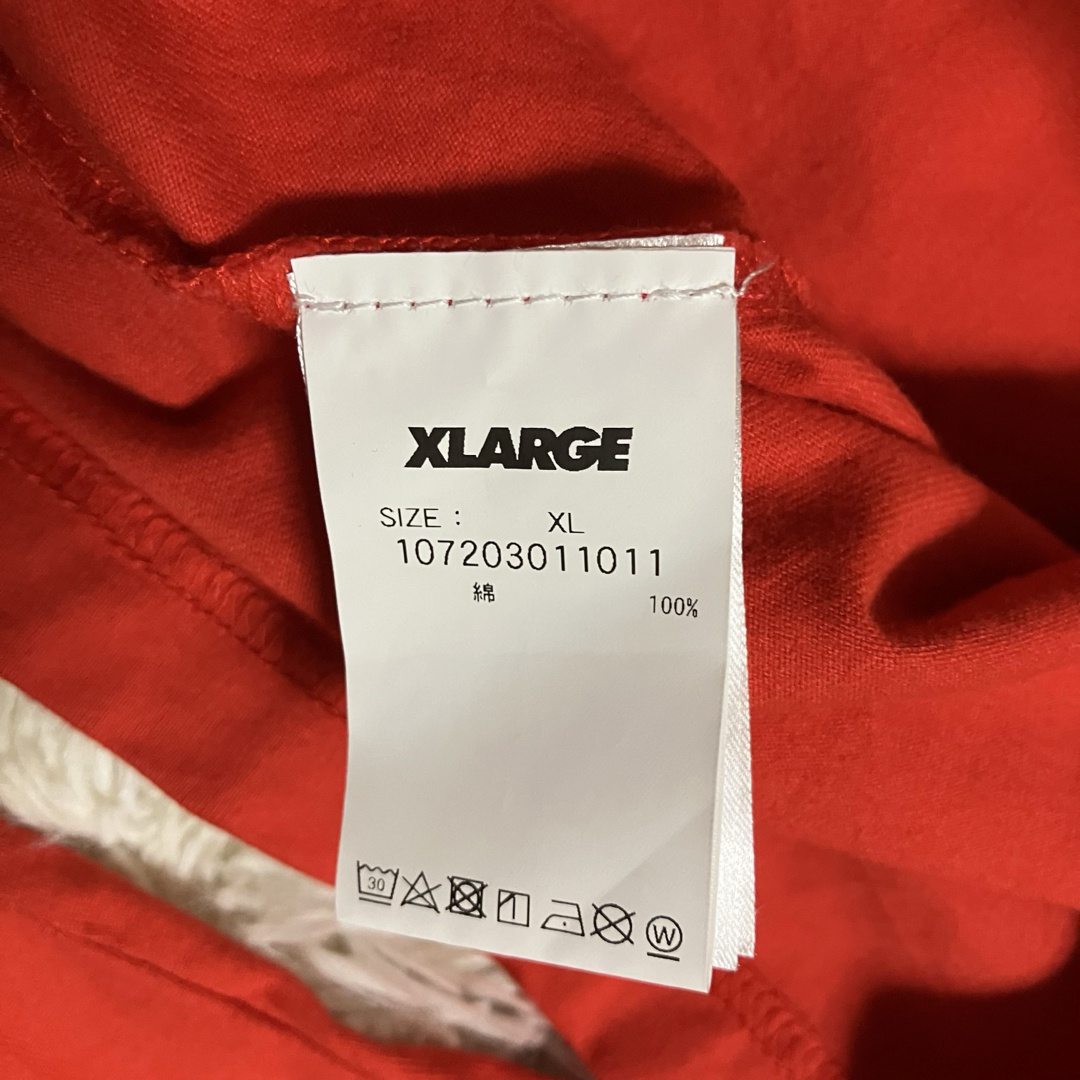 XLARGE
SIZE : XL
107203011011
綿 100%
30 W